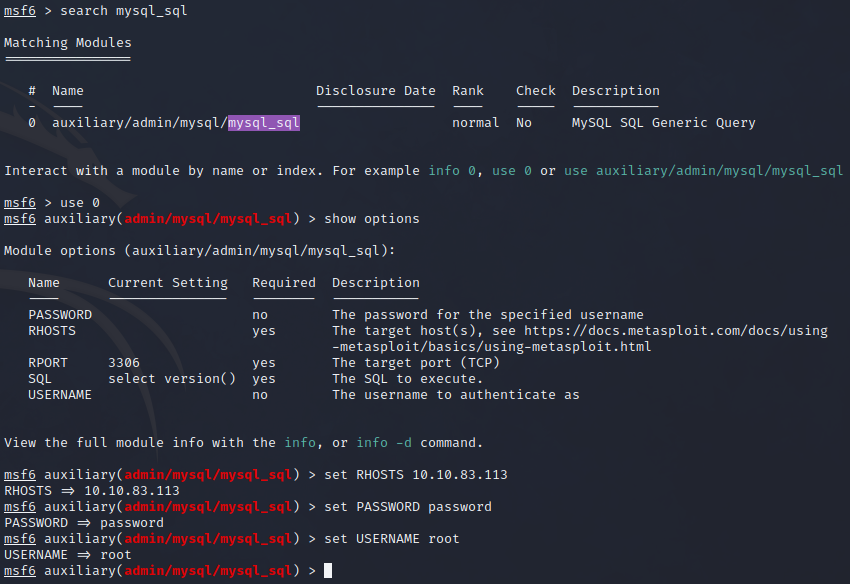 msf6 > search mysql_sql
Matching Modules
# Name Disclosure Date Rank Check Description
- ---- --------------- ---- ----- -----------
0 auxiliary/admin/mysql/mysql_sql normal No MySQL SQL Generic Query
Interact with a module by name or index. For example info 0, use 0 or use auxiliary/admin/mysql/mysql_sql
msf6 > use 0
msf6 auxiliary(admin/mysql/mysql_sql) > show options
Module options (auxiliary/admin/mysql/mysql_sql):
Name Current Setting Required Description
---- --------------- -------- -----------
PASSWORD no The password for the specified username
RHOSTS yes The target host(s), see https://docs.metasploit.com/docs/using
-metasploit/basics/using-metasploit.html
RPORT 3306 yes The target port (TCP)
SQL select version() yes The SQL to execute.
USERNAME no The username to authenticate as
View the full module info with the info, or info -d command.
msf6 auxiliary(admin/mysql/mysql_sql) > set RHOSTS 10.10.83.113
RHOSTS => 10.10.83.113
msf6 auxiliary(admin/mysql/mysql_sql) > set PASSWORD password
PASSWORD => password
msf6 auxiliary(admin/mysql/mysql_sql) > set USERNAME root
USERNAME => root
msf6 auxiliary(admin/mysql/mysql_sql) >